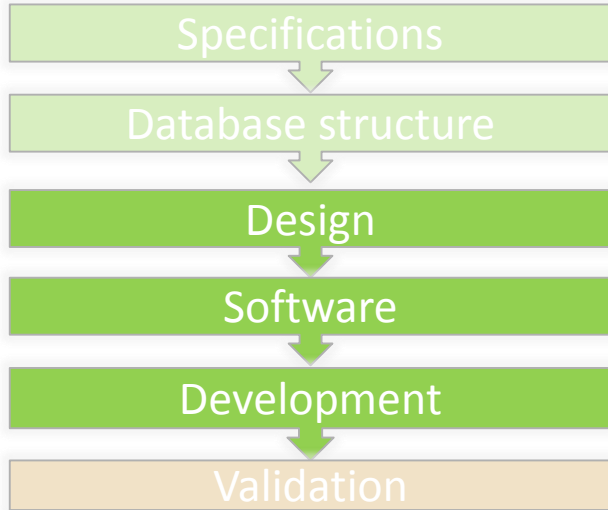 Specifications
Database structure
Design
Software
Development
Validation